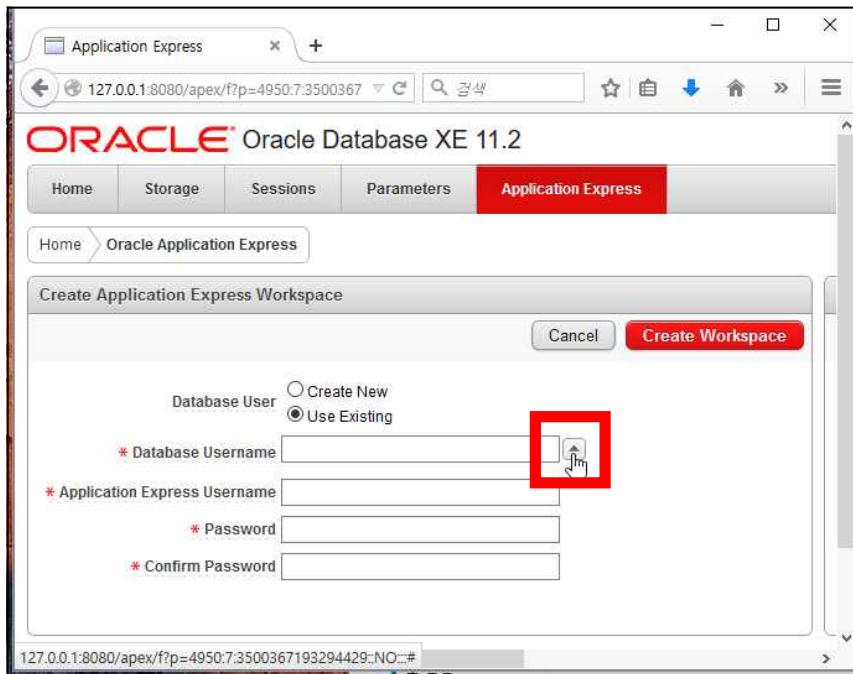 Application Express
127.0.0.1:8080/apex/f?p=4950:7:3500367
검색
ORACLE Oracle Database XE 11.2
Home Storage Sessions Parameters Application Express
Home Oracle Application Express
Create Application Express Workspace
Cancel Create Workspace
Database User Create New
Use Existing
* Database Username
* Application Express Username
* Password
* Confirm Password
127.0.0.1:8080/apex/f?p=4950:7:3500367193294429::NO:::#